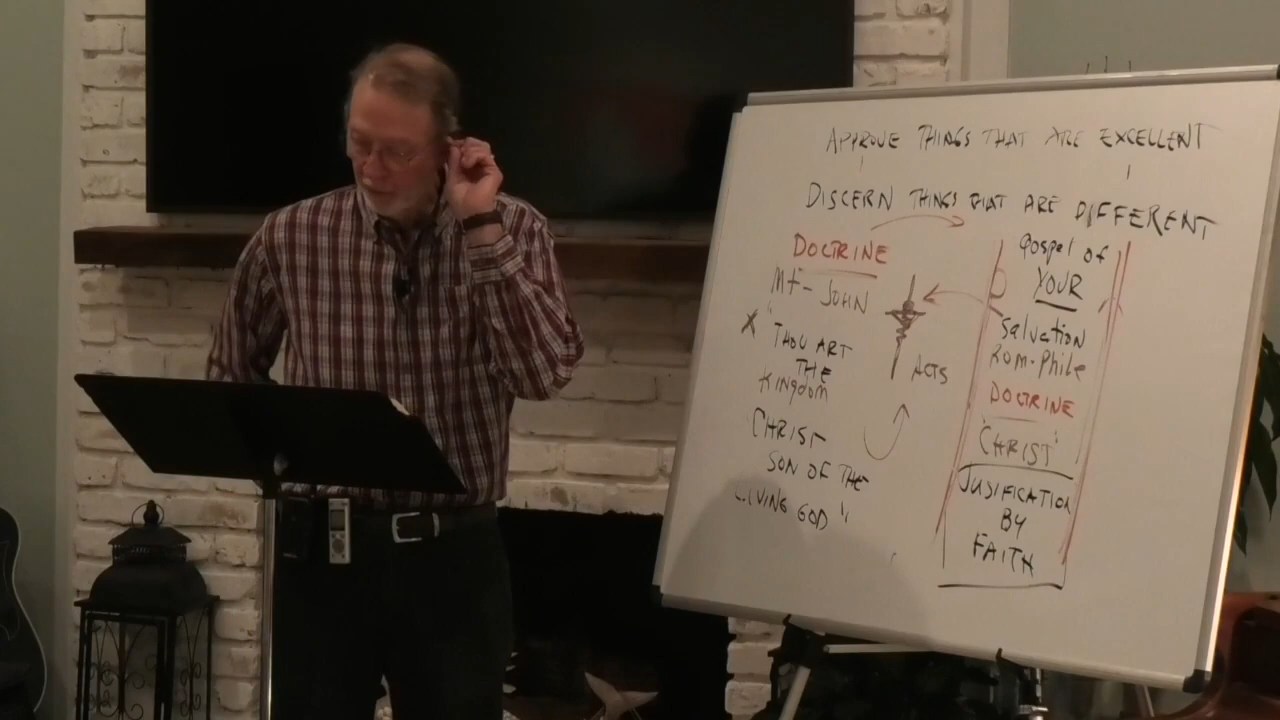 APPROVE THINGS THAT ARE EXCELLENT
DISCERN THINGS THAT ARE DIFFERENT
DOCTRINE
MT - JOHN
X "THOU ART
THE
KINGDOM
CHRIST
SON OF THE
LIVING GOD"
ACTS
Gospel of
YOUR
Salvation
Rom-Phile
DOCTRINE
"CHRIST"
JUSIFICATION
BY
FAITH